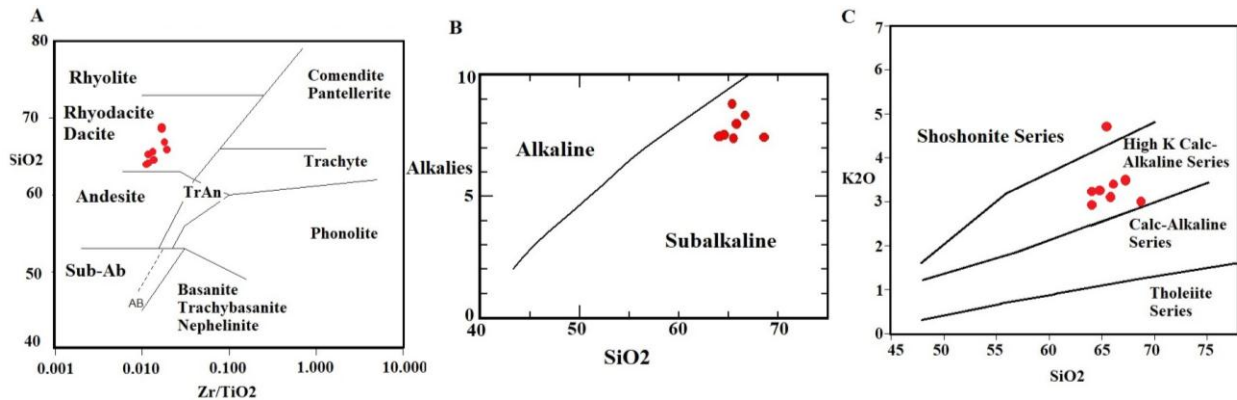 A
80
70
SiO2
60
50
40
0.001
0.010
0.100
1.000
10.000
Zr/TiO2
Rhyolite
Comendite
Pantellerite
Rhyodacite
Dacite
Trachyte
TrAn
Andesite
Phonolite
Sub-Ab
AB
Basanite
Trachybasanite
Nephelinite
B
10
Alkalies
5
0
40
50
60
70
SiO2
Alkaline
Subalkaline
C
7
6
5
4
K2O
3
2
1
0
45
50
55
60
65
70
75
SiO2
Shoshonite Series
High K Calc-
Alkaline Series
Calc-Alkaline
Series
Tholeiite
Series